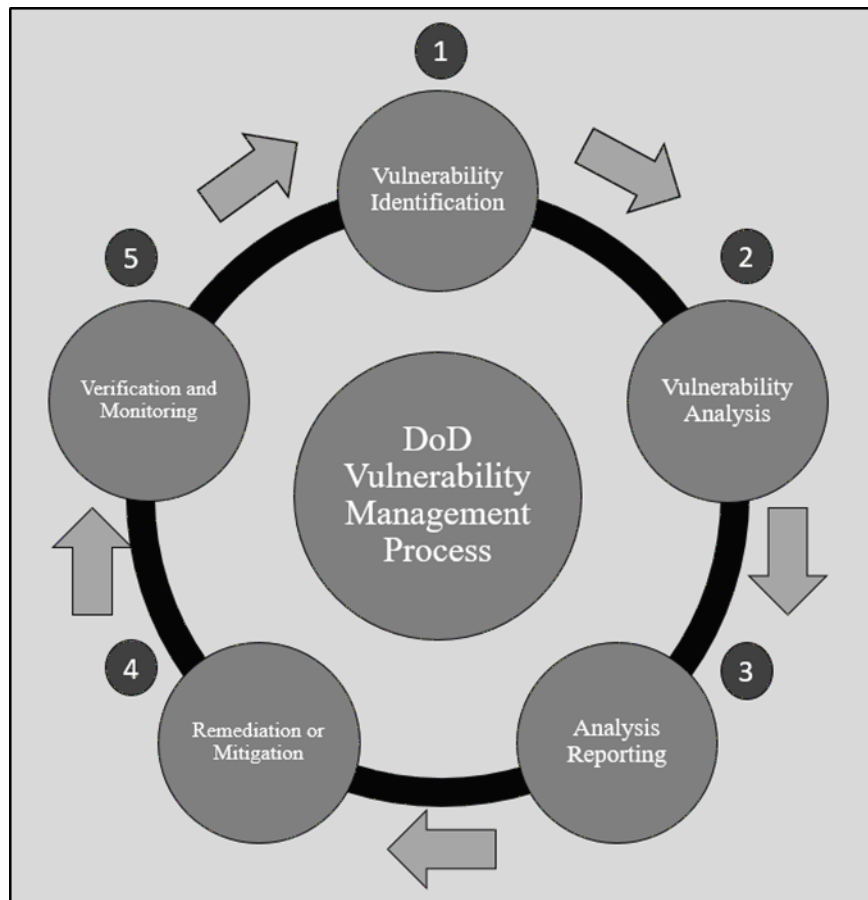 1
Vulnerability
Identification
2
Vulnerability
Analysis
3
Analysis
Reporting
4
Remediation or
Mitigation
5
Verification and
Monitoring
DoD
Vulnerability
Management
Process